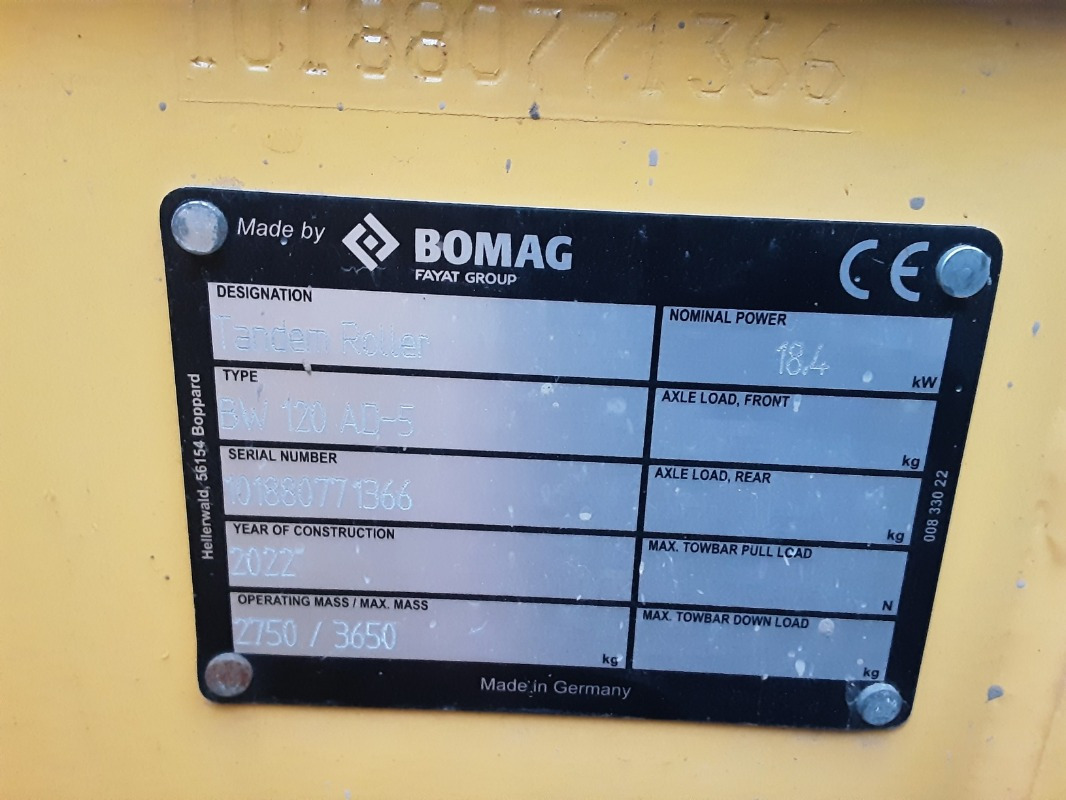 101880771366
Made by BOMAG
FAYAT GROUP
CE
DESIGNATION
Tandem Roller
NOMINAL POWER
18.4
kW
TYPE
BW 120 AD-5
AXLE LOAD, FRONT
kg
SERIAL NUMBER
101880771366
AXLE LOAD, REAR
kg
YEAR OF CONSTRUCTION
2022
MAX. TOWBAR PULL LOAD
N
OPERATING MASS / MAX. MASS
2750 / 3650
kg
MAX. TOWBAR DOWN LOAD
kg
Hellerwald, 56154 Boppard
008 330 22
Made in Germany